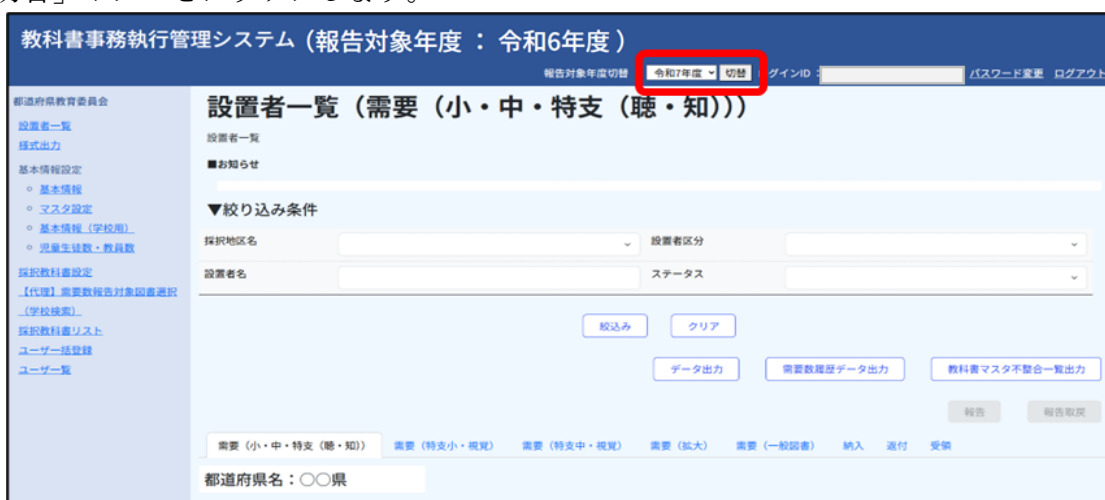 教科書事務執行管理システム (報告対象年度 ： 令和6年度 )
報告対象年度切替 令和7年度 切替 グインID： パスワード変更 ログアウト
都道府県教育委員会
設置者一覧
様式出力
基本情報設定
基本情報
マスタ設定
基本情報（学校用）
児童生徒数・教員数
採択教科書設定
【代理】需要数報告対象図書選択
（学校検索）
採択教科書リスト
ユーザ一括登録
ユーザ一覧
設置者一覧（需要（小・中・特支（聴・知）））
設置者一覧
■お知らせ
▼絞り込み条件
採択地区名 設置者区分
設置者名 ステータス
絞込み クリア
データ出力 需要数履歴データ出力 教科書マスタ不整合一覧出力
報告 報告取戻
需要（小・中・特支（聴・知）） 需要（特支小・視覚） 需要（特支中・視覚） 需要（拡大） 需要（一般図書） 納入 返付 受領
都道府県名：○○県